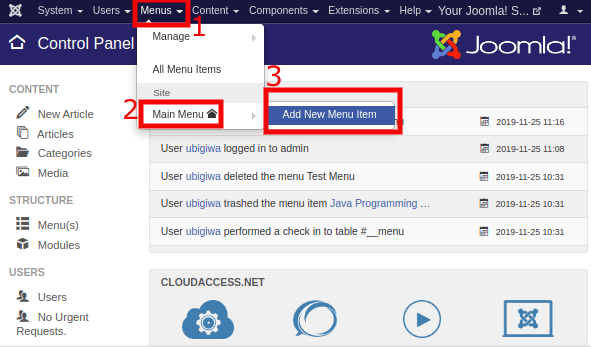 System Users Menus Content Components Extensions Help Your Joomla! S...
1
Control Panel
Joomla!®
Manage
All Menu Items
3
Site
2
Main Menu
Add New Menu Item
CONTENT
New Article
Articles
Categories
Media
STRUCTURE
Menu(s)
Modules
USERS
Users
No Urgent
Requests.
nu 2019-11-25 11:16
User ubigiwa logged in to admin 2019-11-25 11:08
User ubigiwa deleted the menu Test Menu 2019-11-25 10:31
User ubigiwa trashed the menu item Java Programming ... 2019-11-25 10:31
User ubigiwa performed a check in to table #__menu 2019-11-25 10:31
CLOUDACCESS.NET